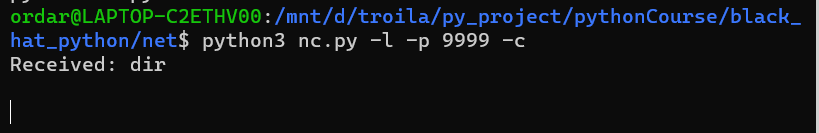 ordar@LAPTOP-C2ETHV00:/mnt/d/troila/py_project/pythonCourse/black_
hat_python/net$ python3 nc.py -l -p 9999 -c
Received: dir